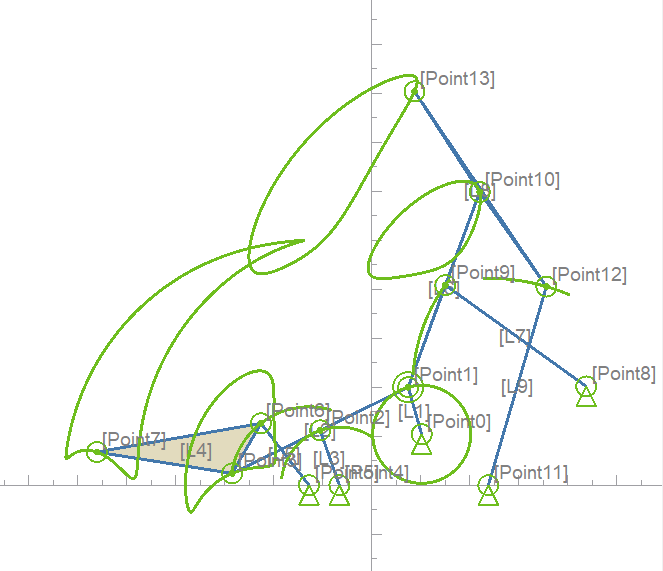 [Point13]
[Point10]
[L8]
[Point9]
[Point12]
[L7]
[Point1]
[Point8]
[L9]
[L1]
[Point6]
[Point2]
[Point0]
[Point7]
[L4]
[L3]
[Point5]
[Point4]
[Point11]